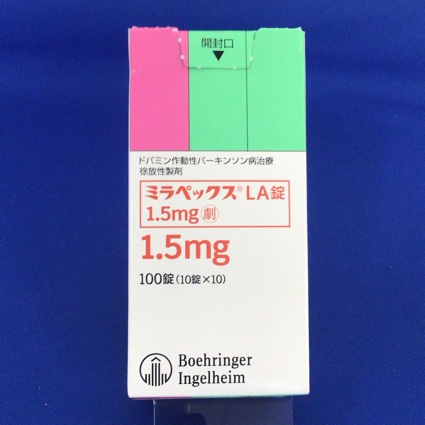 開封口
ドパミン作動性パーキンソン病治療
徐放性製剤
ミラペックス® LA錠
1.5mg 劇
1.5mg
100錠(10錠×10)
Boehringer
Ingelheim